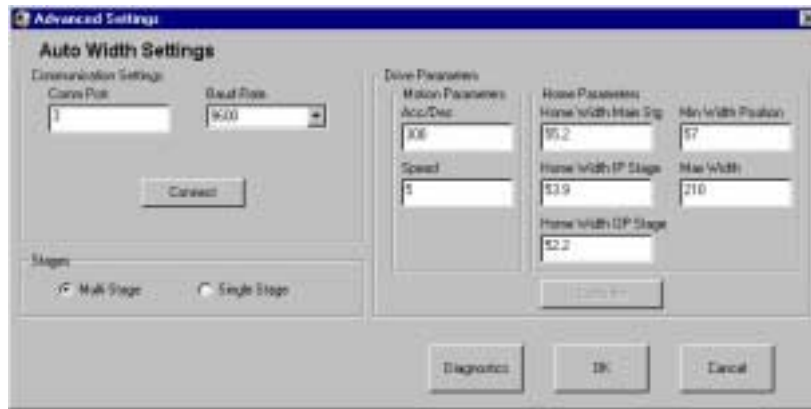 Advanced Settings
Auto Width Settings
Communication Settings
Comm Port
Baud Rate
9600
Connect
Stages
Multi Stage
Single Stage
Drive Parameters
Motion Parameters
Acc/Dec
300
Speed
5
Home Parameters
Home Width Main Stg
55.2
Min Width Position
57
Home Width IP Stage
53.9
Max Width
210
Home Width OP Stage
52.2
Diagnostics
OK
Cancel